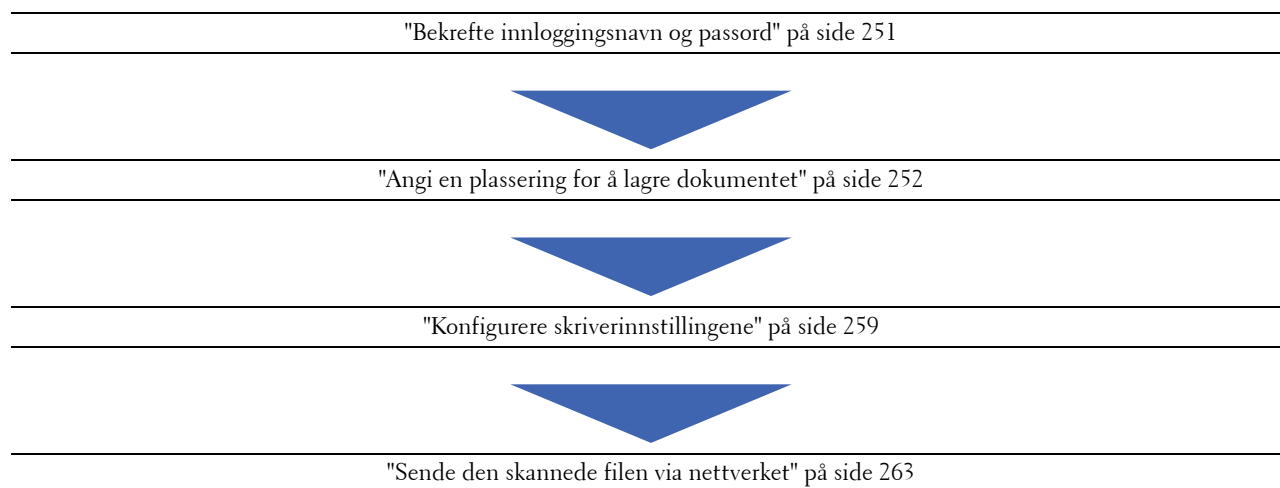 "Bekrefte innloggingsnavn og passord" på side 251
"Angi en plassering for å lagre dokumentet" på side 252
"Konfigurere skriverinnstillingene" på side 259
"Sende den skannede filen via nettverket" på side 263